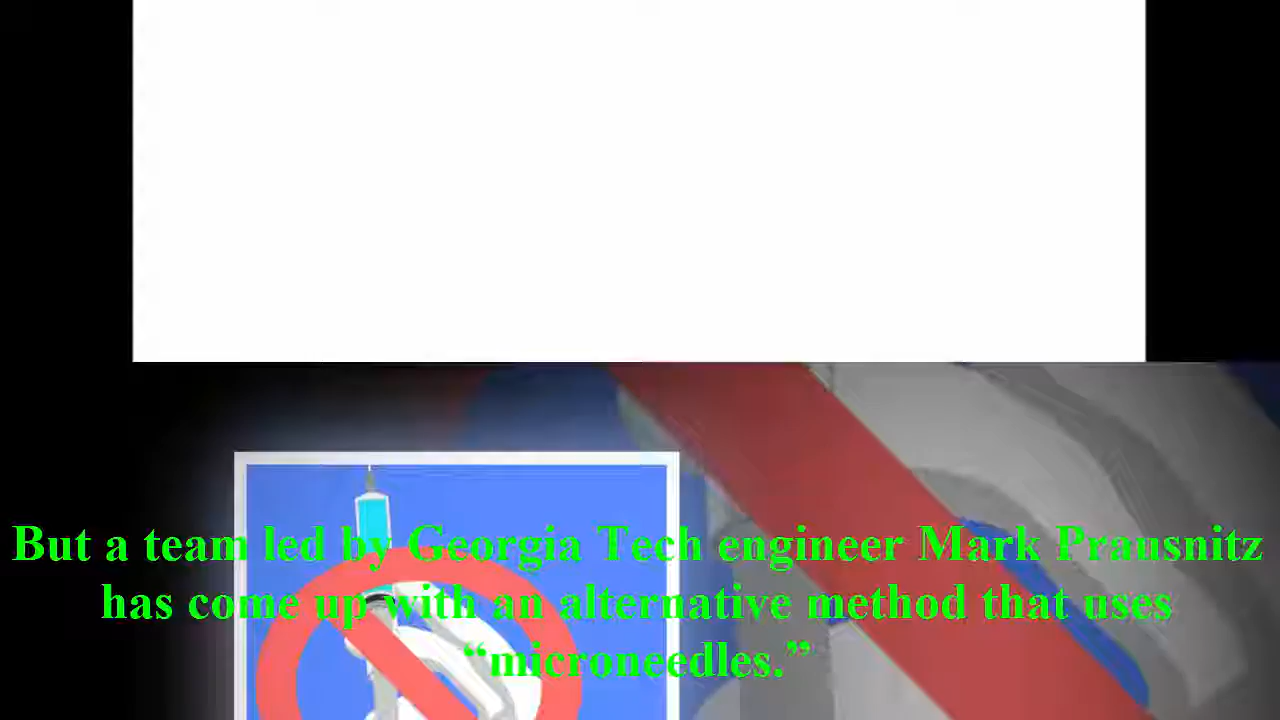 But a team led by Georgia Tech engineer Mark Prausnitz
has come up with an alternative method that uses
“microneedles.”